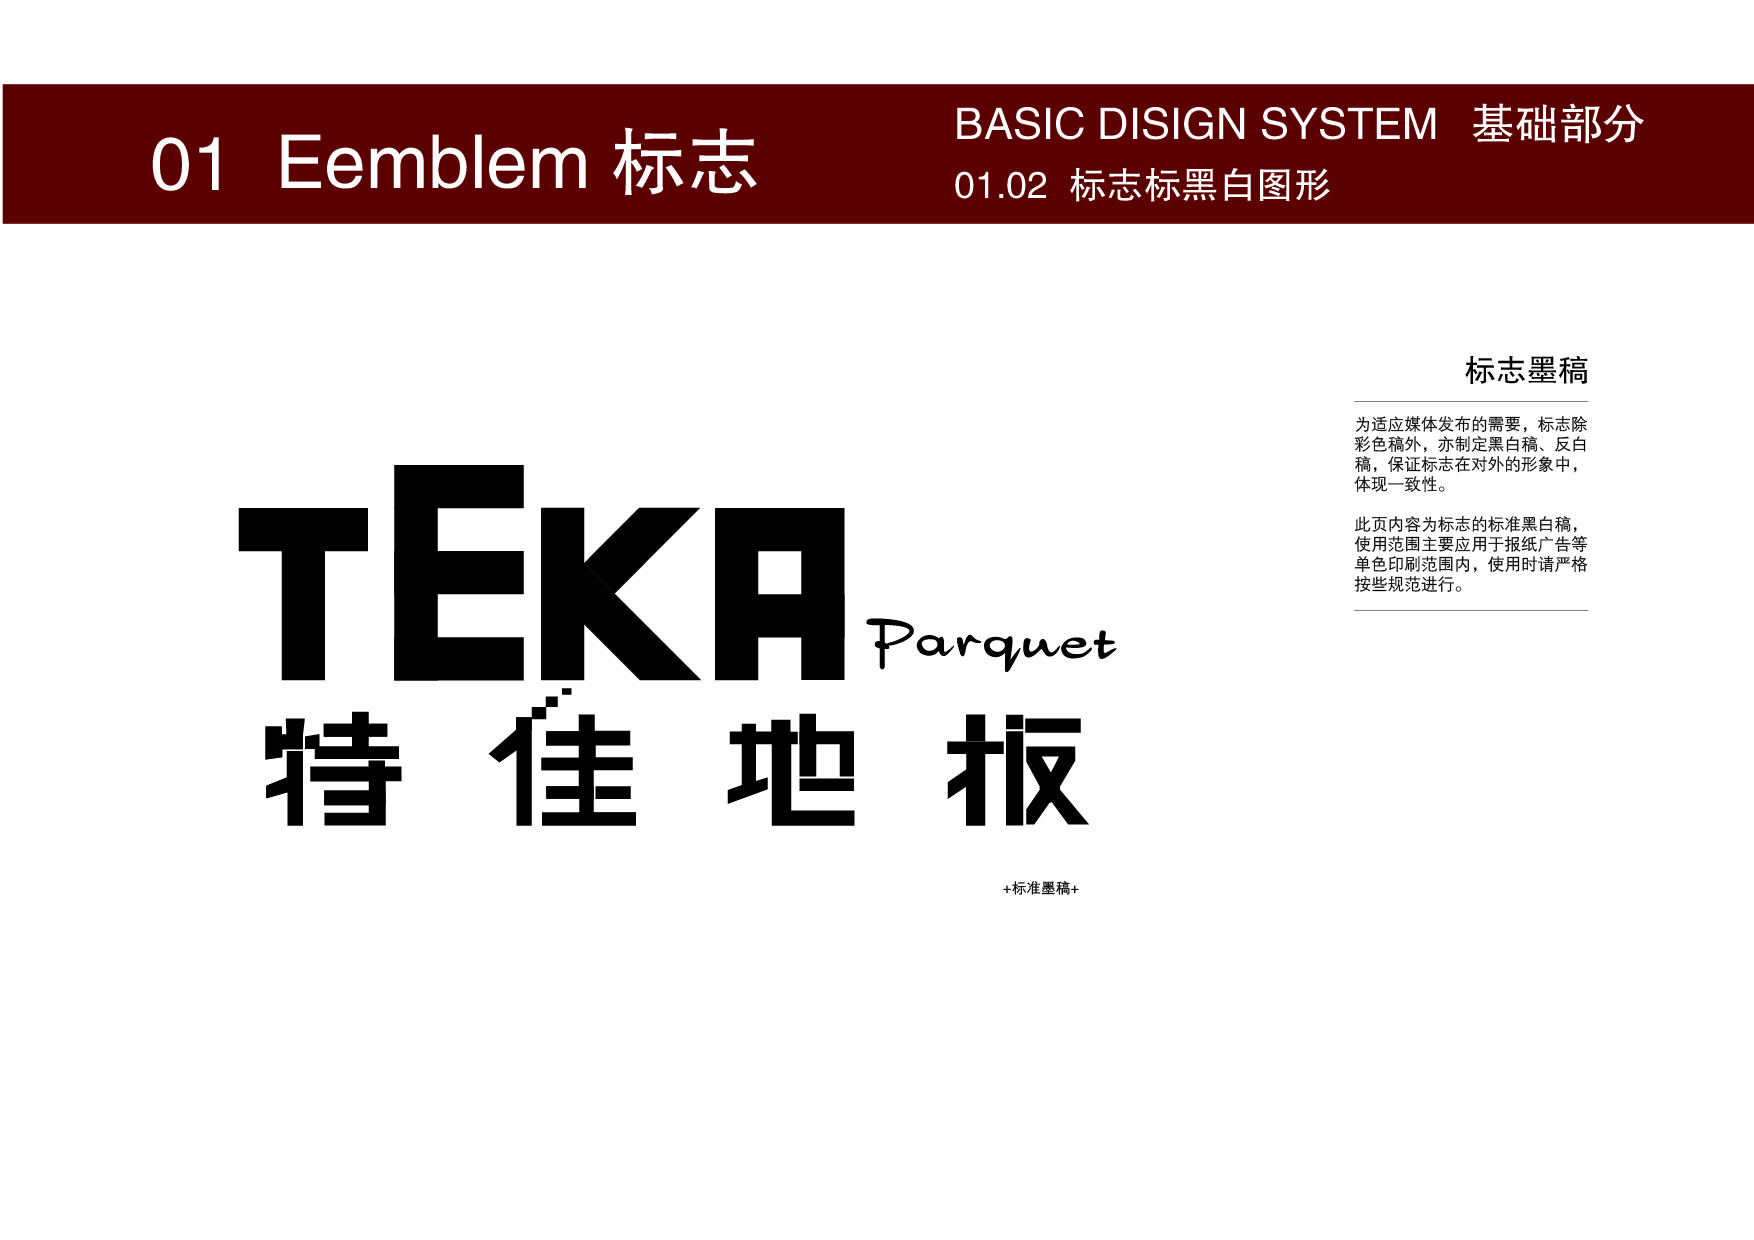 01 Eemblem 标志
BASIC DISIGN SYSTEM 基础部分
01.02 标志标黑白图形
标志墨稿
为适应媒体发布的需要，标志除
彩色稿外，亦制定黑白稿、反白
稿，保证标志在对外的形象中，
体现一致性。
此页内容为标志的标准黑白稿，
使用范围主要应用于报纸广告等
单色印刷范围内，使用时请严格
按些规范进行。
TEKA Parquet
特佳地板
+标准墨稿+